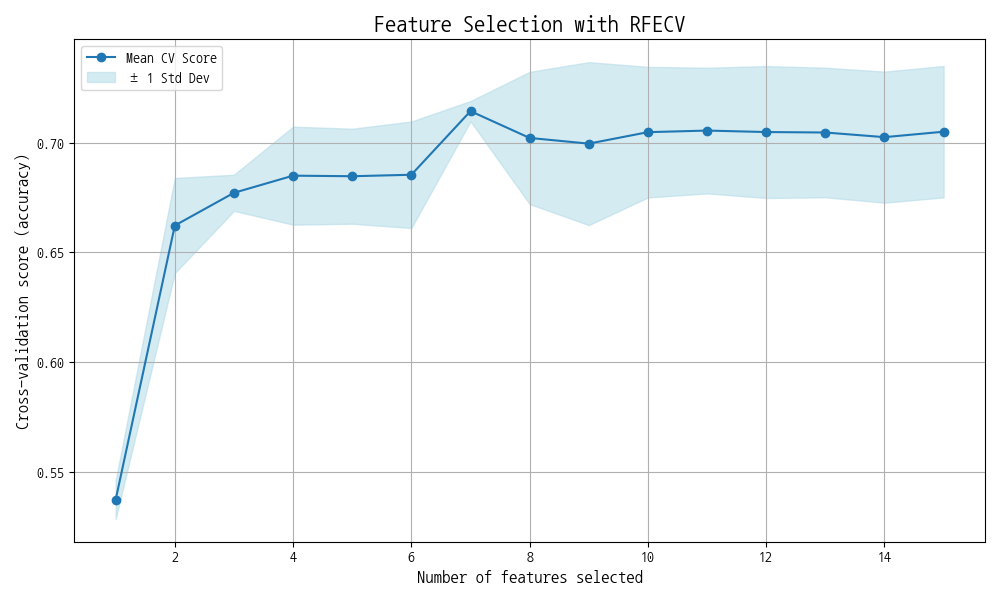 Feature Selection with RFECV
Mean CV Score
± 1 Std Dev
Cross-validation score (accuracy)
0.70
0.65
0.60
0.55
2 4 6 8 10 12 14
Number of features selected